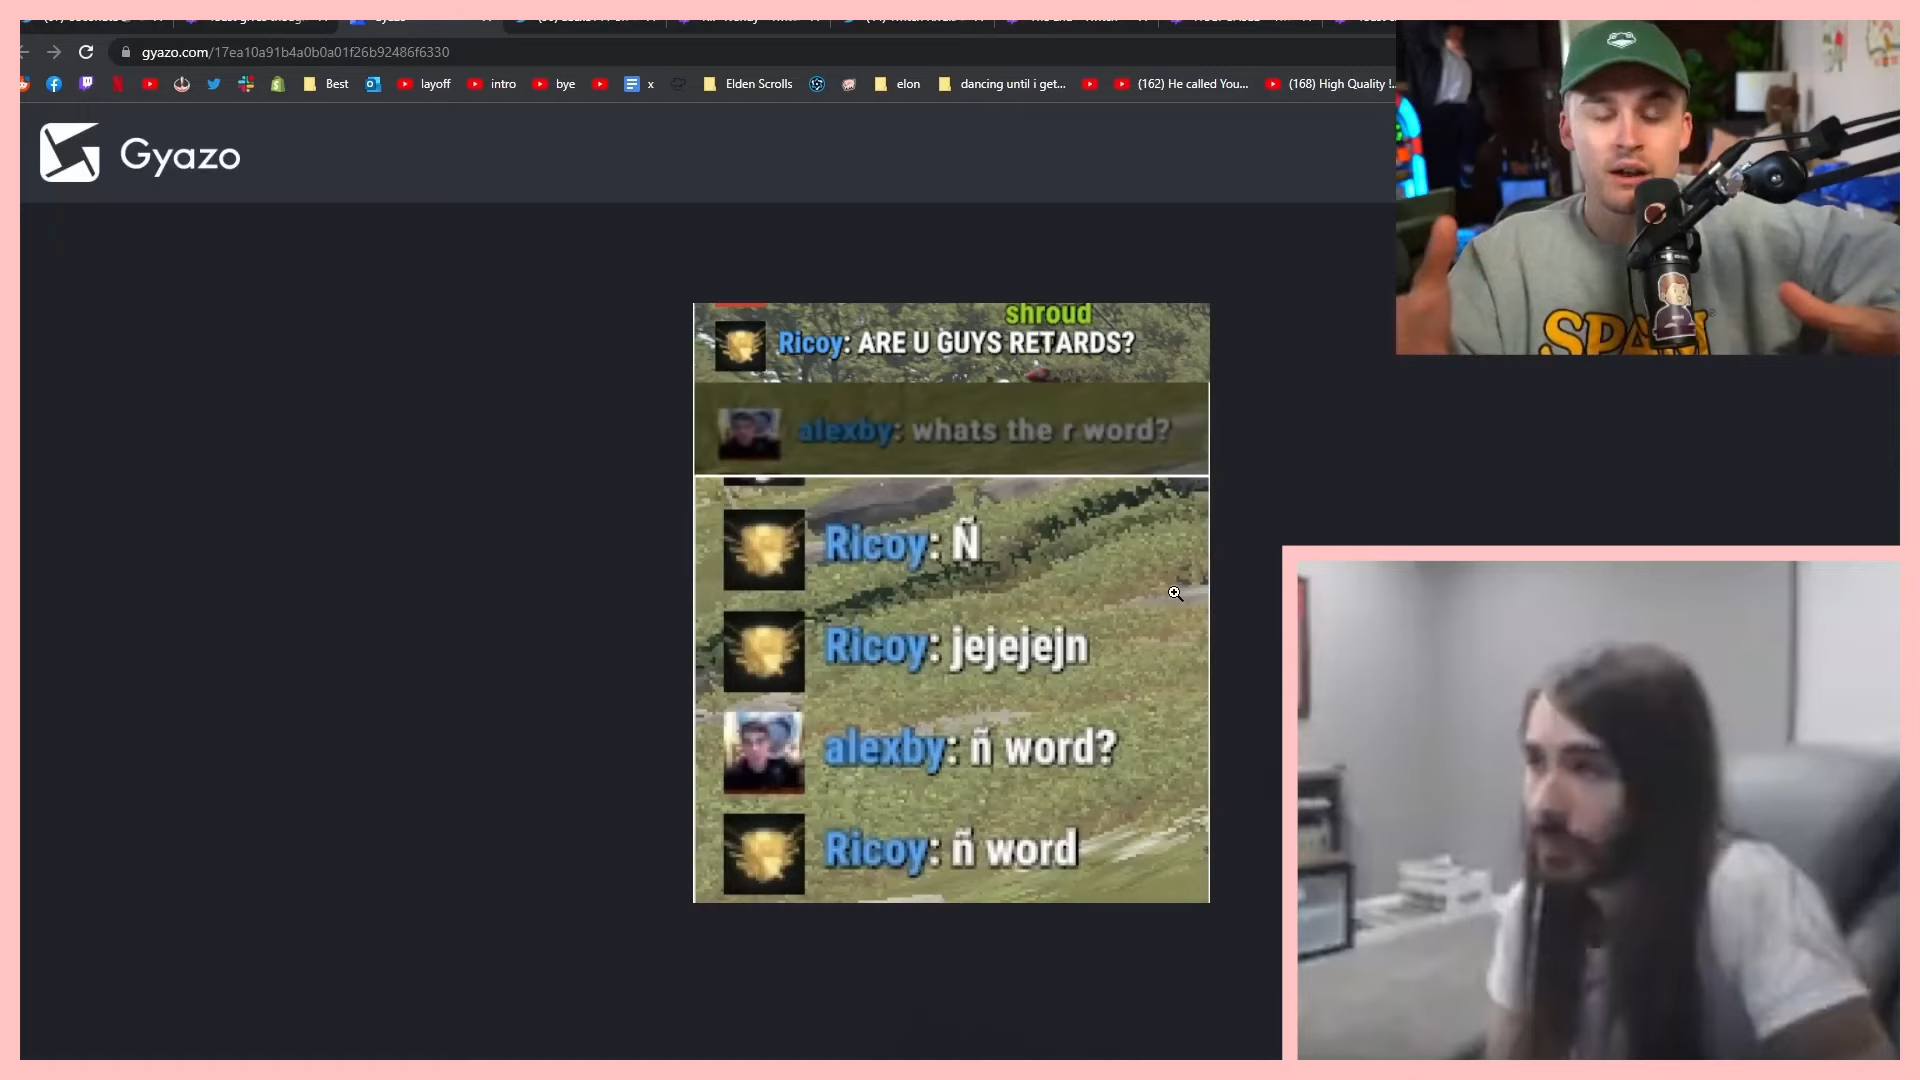 gyazo.com/17ea10a91b4a0b0a01f26b92486f6330
Best
layoff
intro
bye
x
Elden Scrolls
elon
dancing until i get...
(162) He called You...
(168) High Quality !..
Gyazo
SPAM
shroud
Ricoy: ARE U GUYS RETARDS?
alexby: whats the r word?
Ricoy: Ñ
Ricoy: jejejejn
alexby: ñ word?
Ricoy: ñ word